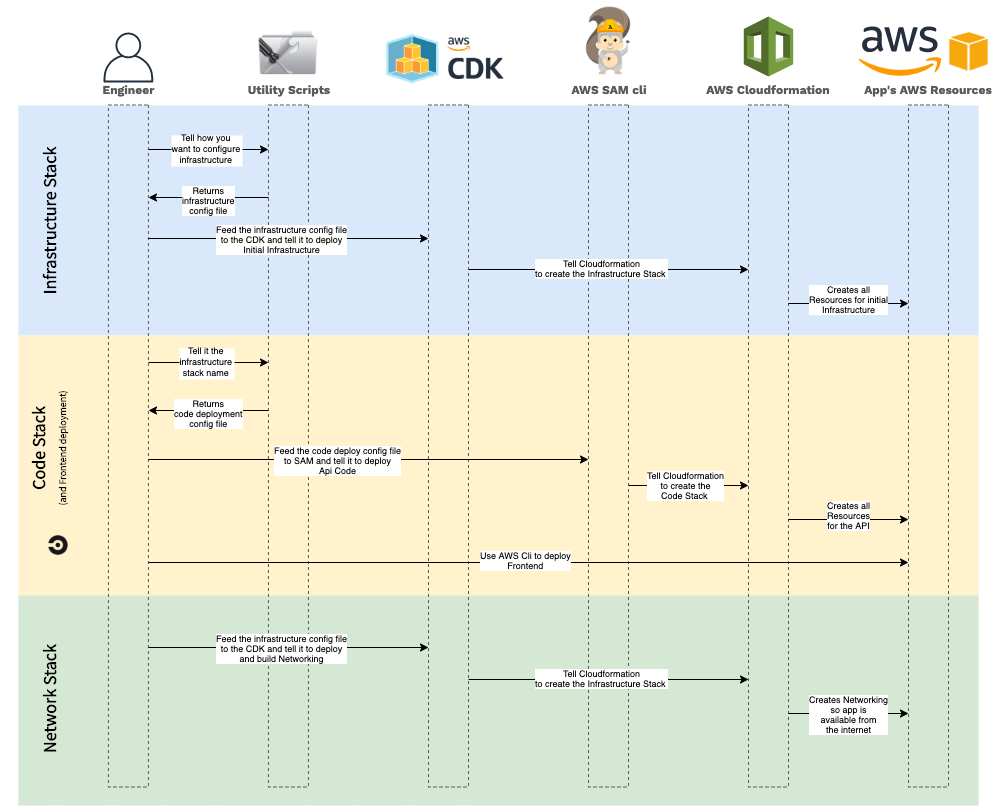 aws
CDK
aws
Engineer
Utility Scripts
AWS SAM cli
AWS Cloudformation
App's AWS Resources
Infrastructure Stack
Tell how you
want to configure
infrastructure
Returns
infrastructure
config file
Feed the infrastructure config file
to the CDK and tell it to deploy
Initial Infrastructure
Tell Cloudformation
to create the Infrastructure Stack
Creates all
Resources for initial
Infrastructure
Code Stack
(and Frontend deployment)
Tell it the
infrastructure
stack name
Returns
code deployment
config file
Feed the code deploy config file
to SAM and tell it to deploy
Api Code
Tell Cloudformation
to create the
Code Stack
Creates all
Resources
for the API
Use AWS Cli to deploy
Frontend
Network Stack
Feed the infrastructure config file
to the CDK and tell it to deploy
and build Networking
Tell Cloudformation
to create the Infrastructure Stack
Creates Networking
so app is
available from
the internet